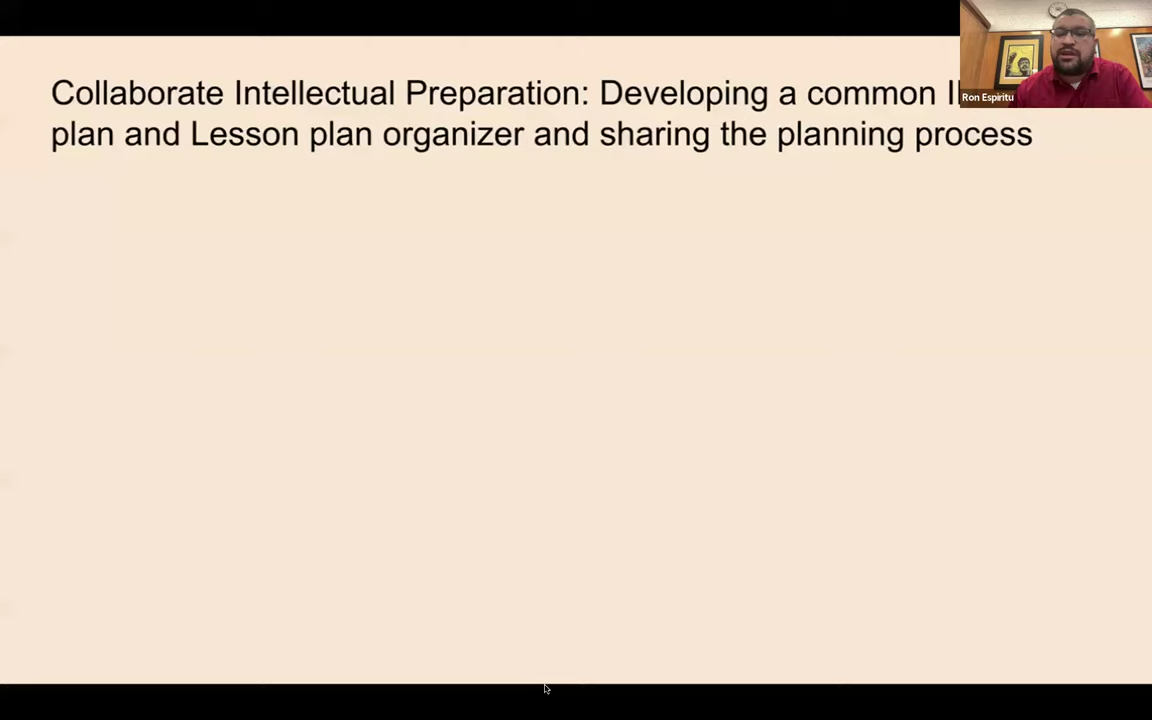 Collaborate Intellectual Preparation: Developing a common
plan and Lesson plan organizer and sharing the planning process
Ron Espiritu